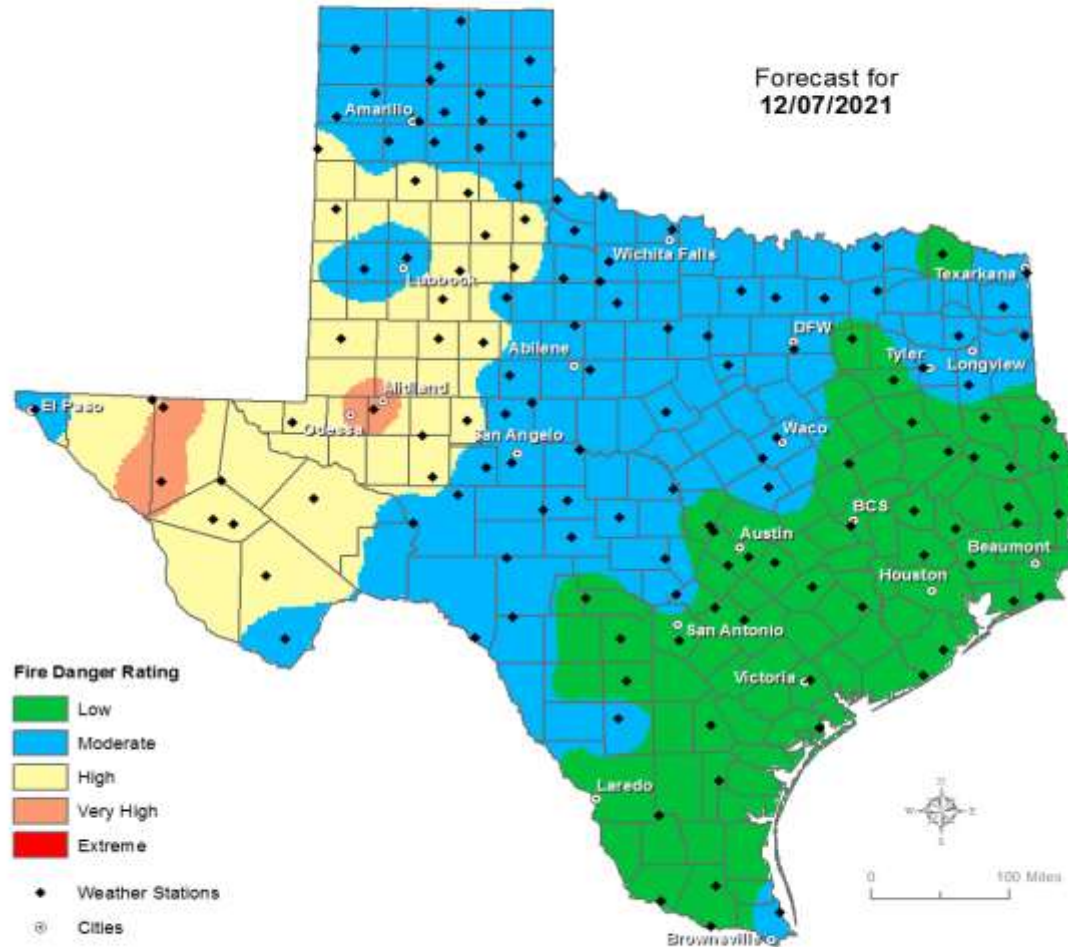 Forecast for
12/07/2021
Amarillo
Wichita Falls
Lubbock
Texarkana
DFW
Abilene
Tyler
Longview
Midland
El Paso
Odessa
San Angelo
Waco
BCS
Austin
Beaumont
Houston
San Antonio
Victoria
Laredo
Brownsville
Fire Danger Rating
Low
Moderate
High
Very High
Extreme
Weather Stations
Cities
N
W E
S
0 100 Miles